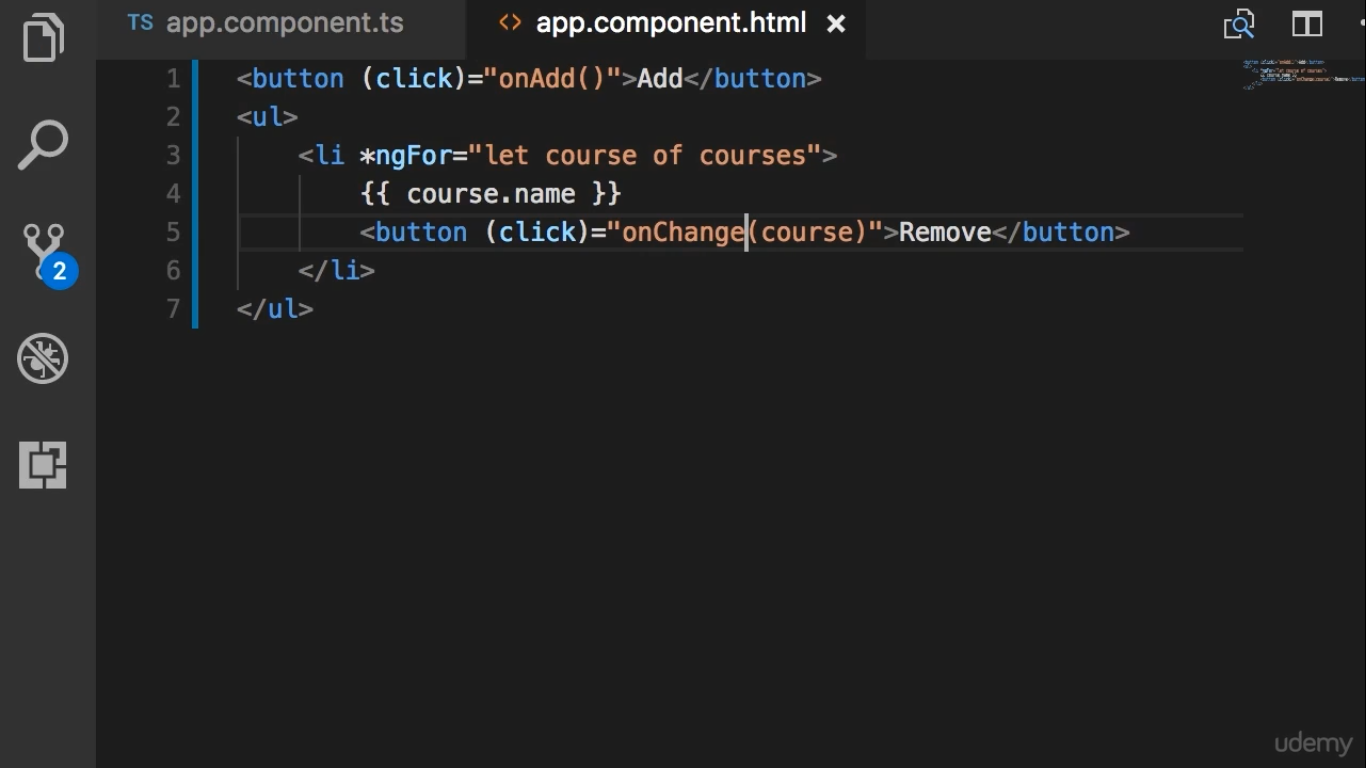 TS app.component.ts <> app.component.html ×
1 <button (click)="onAdd()">Add</button>
2 <ul>
3 <li *ngFor="let course of courses">
4 {{ course.name }}
5 <button (click)="onChange(course)">Remove</button>
6 </li>
7 </ul>
2
udemy